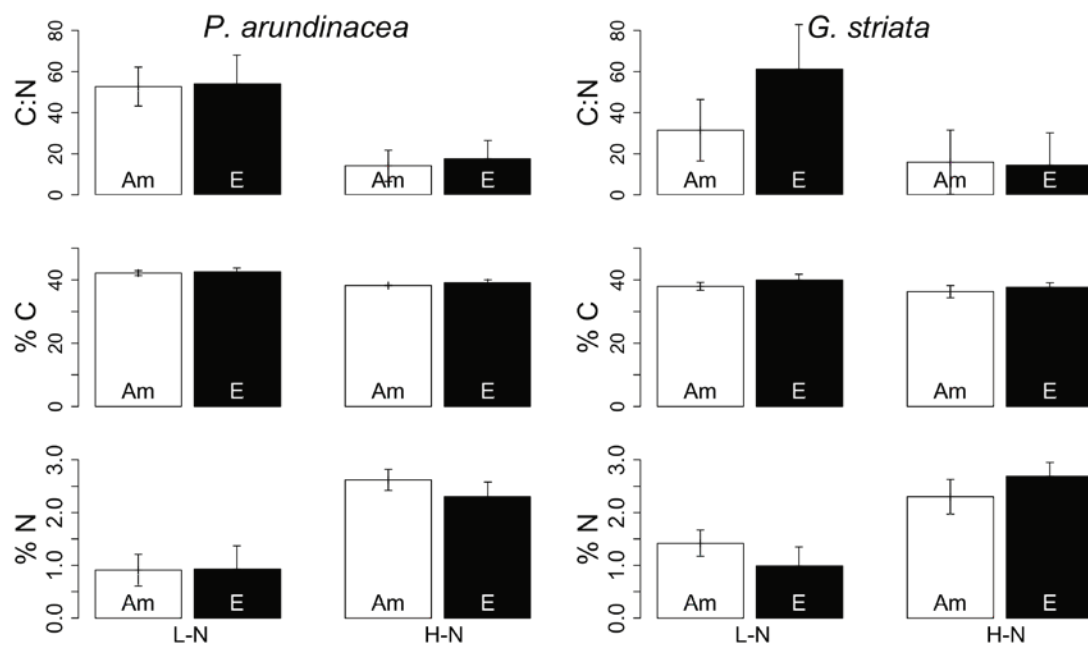 P. arundinacea G. striata
C:N
0 20 40 60 80
Am E Am E
C:N
0 20 40 60 80
Am E Am E
% C
0 20 40
Am E Am E
% C
0 20 40
Am E Am E
% N
0.0 1.0 2.0 3.0
Am E Am E
% N
0.0 1.0 2.0 3.0
Am E Am E
L-N H-N L-N H-N